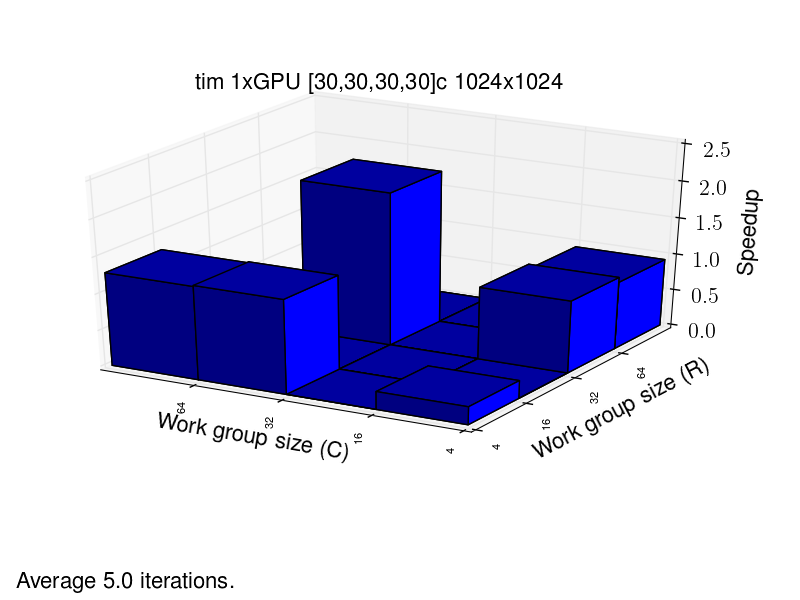 tim 1xGPU [30,30,30,30]c 1024x1024
2.5
2.0
1.5
1.0
0.5
0.0
Speedup
64
32
16
4
Work group size (C)
4
16
32
64
Work group size (R)
Average 5.0 iterations.